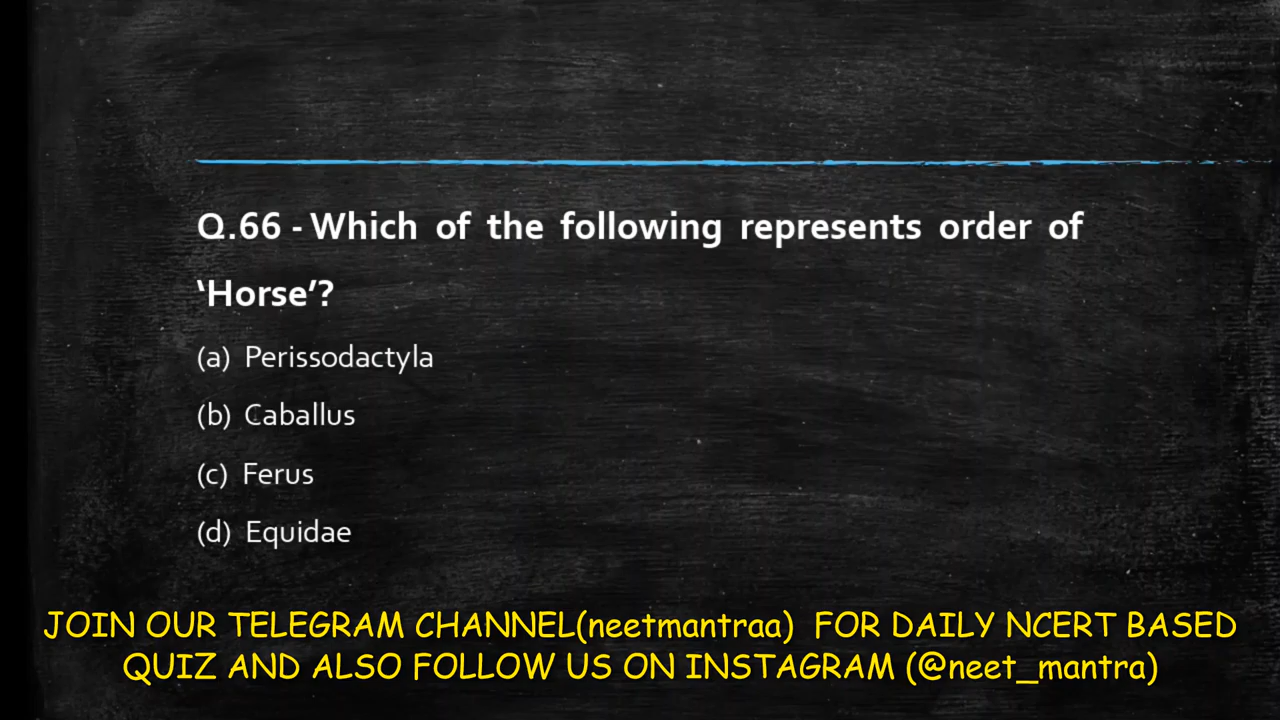 Q.66 - Which of the following represents order of
‘Horse’?
(a) Perissodactyla
(b) Caballus
(c) Ferus
(d) Equidae
JOIN OUR TELEGRAM CHANNEL(neetmantraa) FOR DAILY NCERT BASED
QUIZ AND ALSO FOLLOW US ON INSTAGRAM (@neet_mantra)